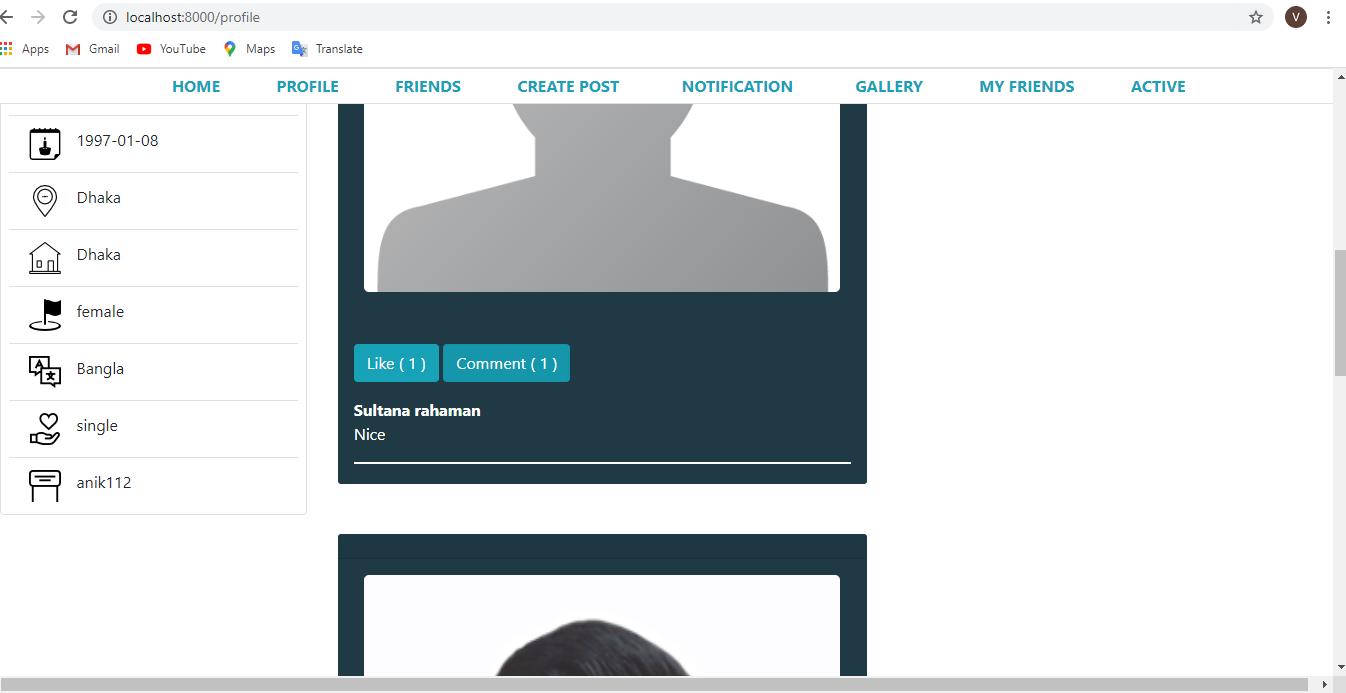 localhost:8000/profile
V
Apps Gmail YouTube Maps Translate
HOME PROFILE FRIENDS CREATE POST NOTIFICATION GALLERY MY FRIENDS ACTIVE
1997-01-08
Dhaka
Dhaka
female
Bangla
single
anik112
Like ( 1 ) Comment ( 1 )
Sultana rahaman
Nice